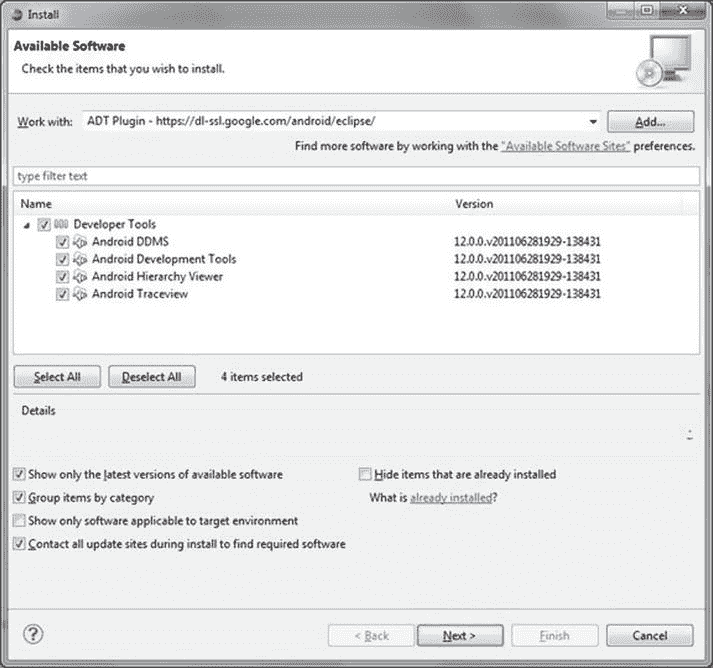 Install
Available Software
Check the items that you wish to install.
Work with: ADT Plugin - https://dl-ssl.google.com/android/eclipse/ Add...
Find more software by working with the "Available Software Sites" preferences.
type filter text
Name Version
Developer Tools
Android DDMS 12.0.0.v201106281929-138431
Android Development Tools 12.0.0.v201106281929-138431
Android Hierarchy Viewer 12.0.0.v201106281929-138431
Android Traceview 12.0.0.v201106281929-138431
Select All Deselect All 4 items selected
Details
Show only the latest versions of available software Hide items that are already installed
Group items by category What is already installed?
Show only software applicable to target environment
Contact all update sites during install to find required software
? < Back Next > Finish Cancel